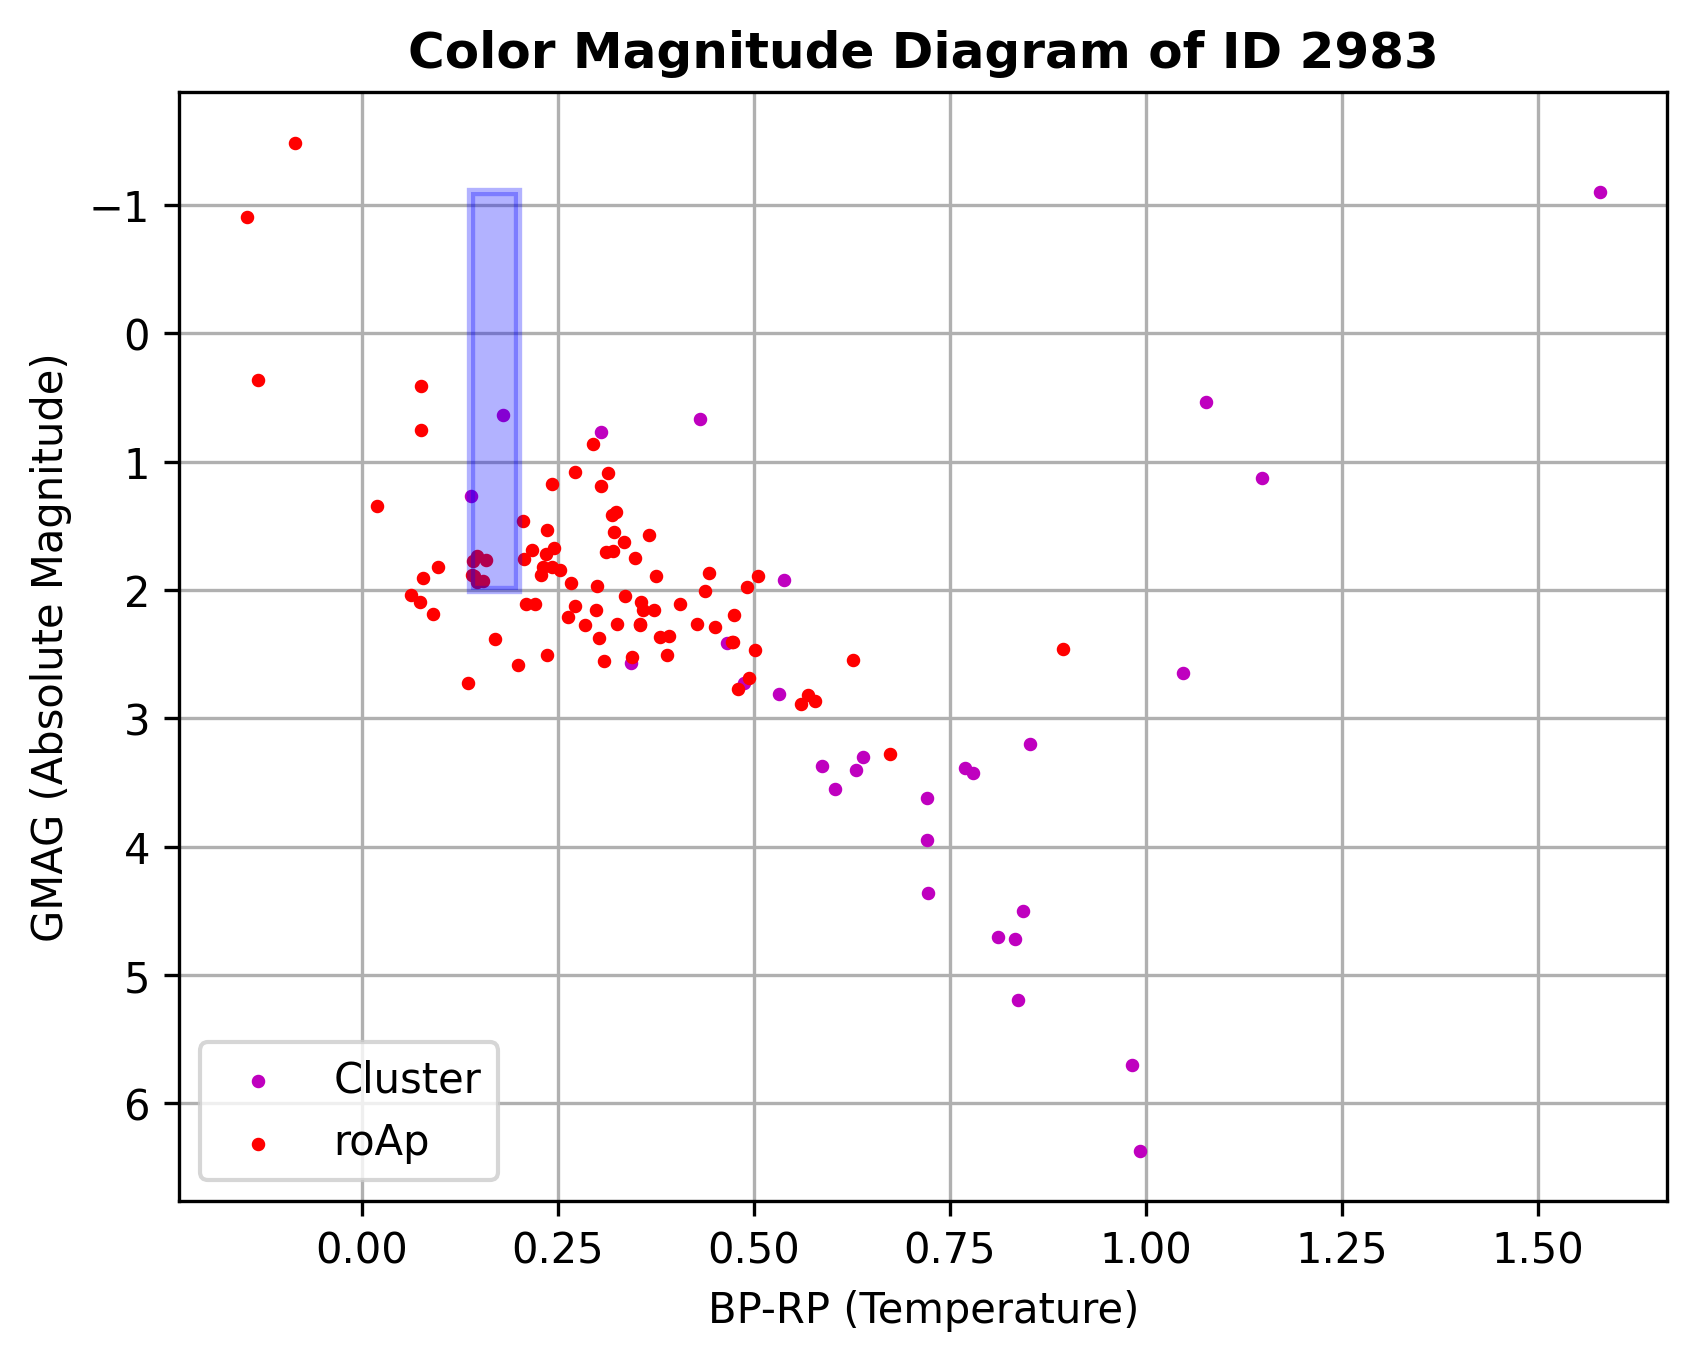 Color Magnitude Diagram of ID 2983
GMAG (Absolute Magnitude)
−1
0
1
2
3
4
5
6
Cluster
roAp
0.00 0.25 0.50 0.75 1.00 1.25 1.50
BP-RP (Temperature)